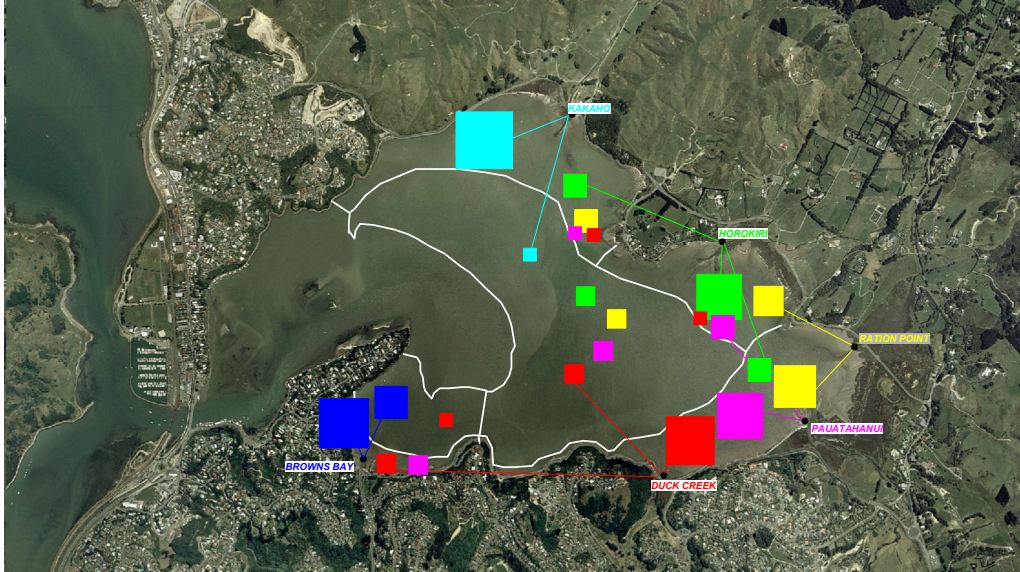 KAKAHO
HOROKIRI
RATION POINT
PAUATAHANUI
BROWNS BAY
DUCK CREEK